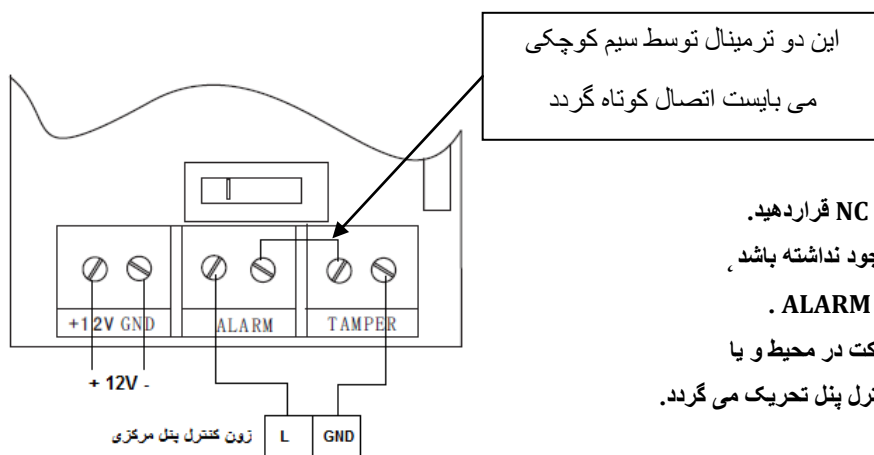 این دو ترمینال توسط سیم کوچکی
می بایست اتصال کوتاه گردد
NC قراردهید.
جود نداشته باشد ,
ALARM .
کت در محیط و یا
ترل پنل تحریک می گردد.
+12V GND
ALARM
TAMPER
+ 12V -
زون کنترل پنل مرکزی
L
GND